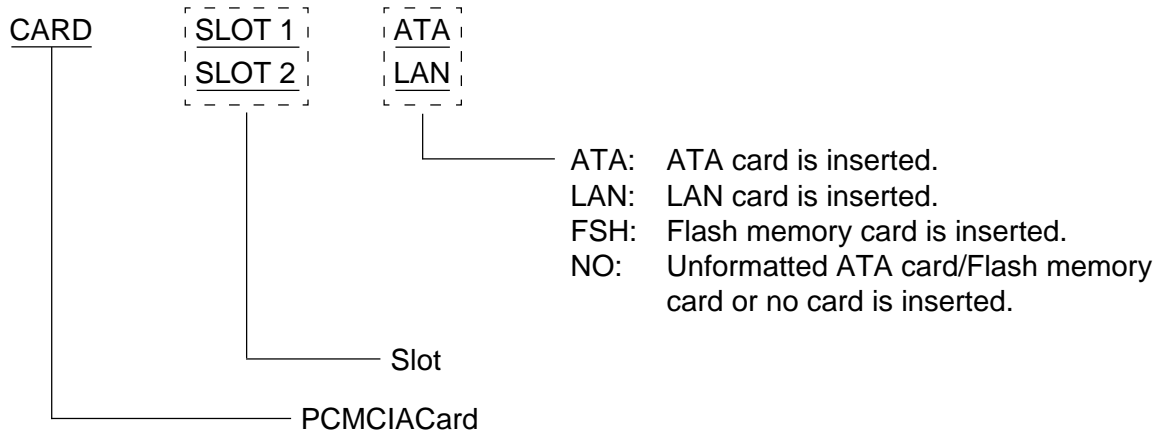 CARD SLOT 1 ATA
SLOT 2 LAN
ATA: ATA card is inserted.
LAN: LAN card is inserted.
FSH: Flash memory card is inserted.
NO: Unformatted ATA card/Flash memory
card or no card is inserted.
Slot
PCMCIACard